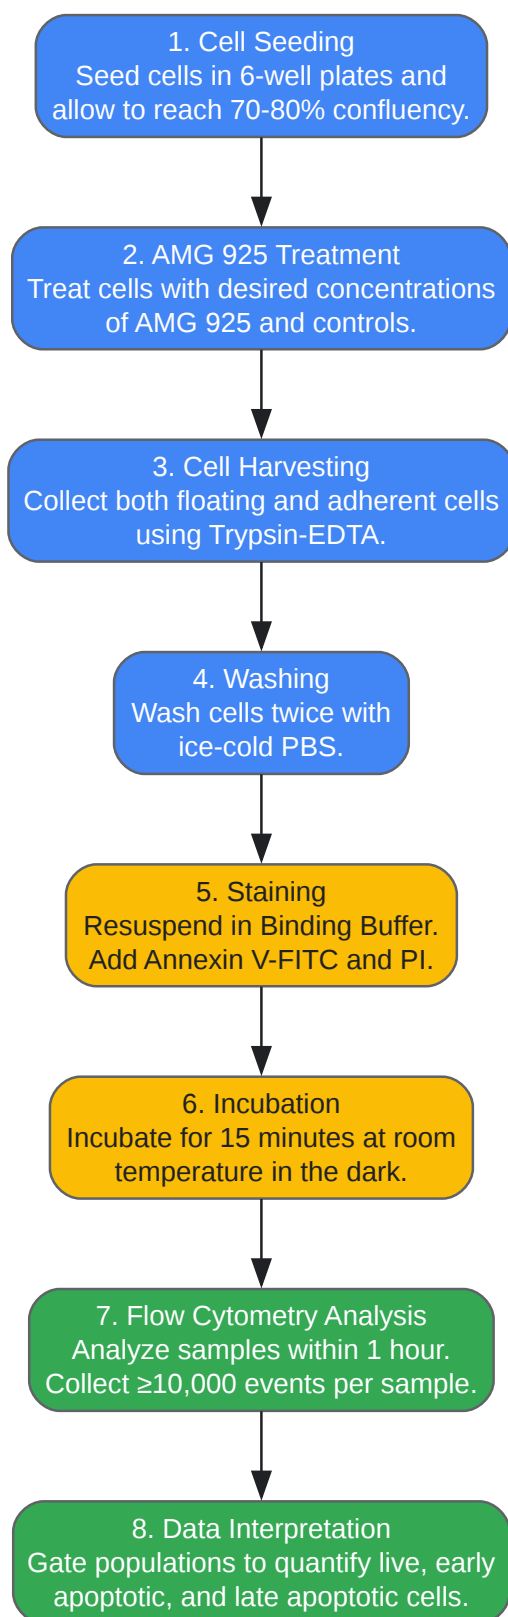 1. Cell Seeding
Seed cells in 6-well plates and
allow to reach 70-80% confluency.
2. AMG 925 Treatment
Treat cells with desired concentrations
of AMG 925 and controls.
3. Cell Harvesting
Collect both floating and adherent cells
using Trypsin-EDTA.
4. Washing
Wash cells twice with
ice-cold PBS.
5. Staining
Resuspend in Binding Buffer.
Add Annexin V-FITC and PI.
6. Incubation
Incubate for 15 minutes at room
temperature in the dark.
7. Flow Cytometry Analysis
Analyze samples within 1 hour.
Collect ≥10,000 events per sample.
8. Data Interpretation
Gate populations to quantify live, early
apoptotic, and late apoptotic cells.